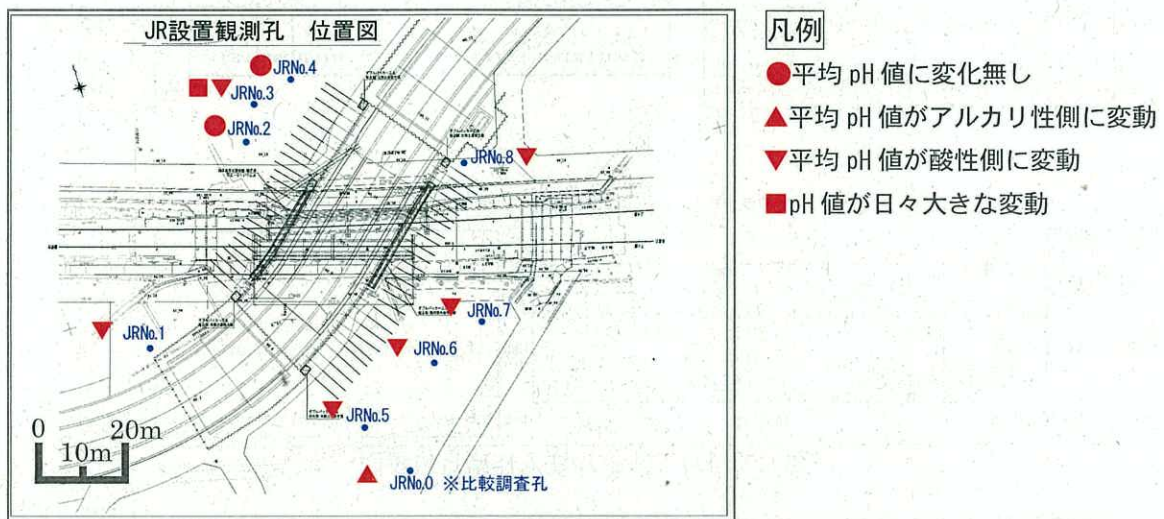 JR設置観測孔　位置図
JRNo.4
JRNo.3
JRNo.2
JRNo.8
JRNo.1
JRNo.7
JRNo.6
JRNo.5
JRNo.0 ※比較調査孔
0 20m
10m
凡例
●平均 pH 値に変化無し
▲平均 pH 値がアルカリ性側に変動
▼平均 pH 値が酸性側に変動
■pH 値が日々大きな変動